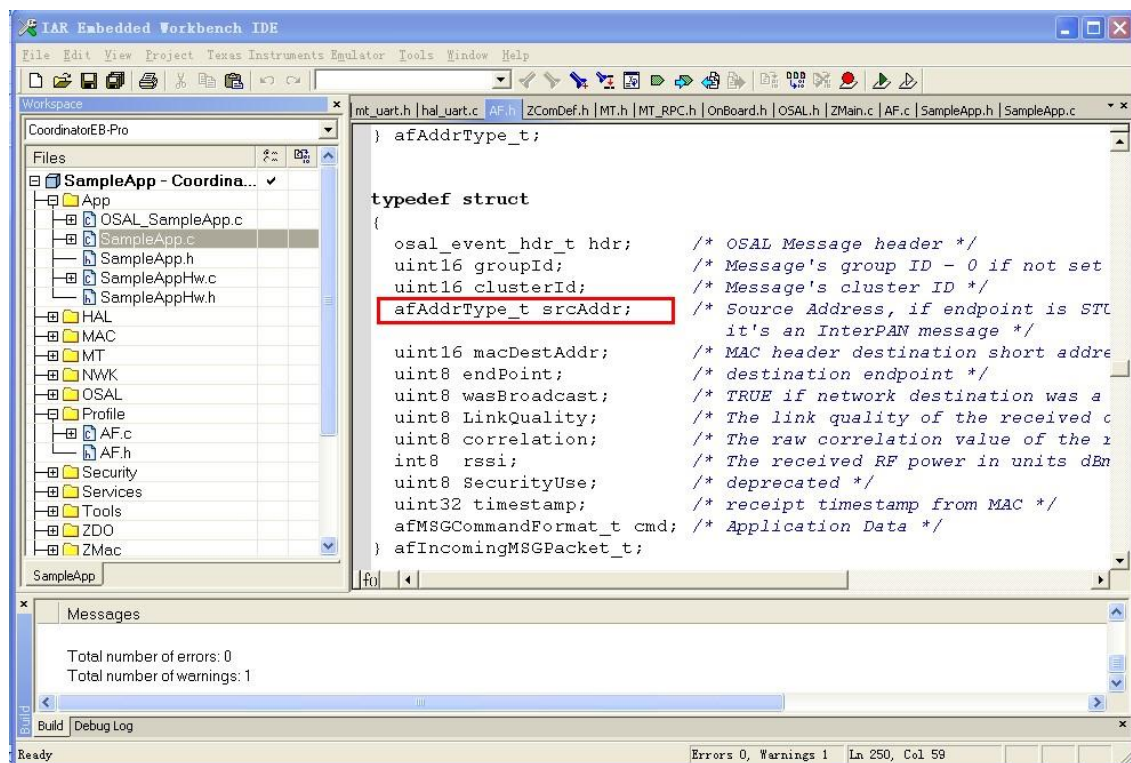 IAR Embedded Workbench IDE
File Edit View Project Texas Instruments Emulator Tools Window Help
Workspace
CoordinatorEB-Pro
Files
SampleApp - Coordina...
App
OSAL_SampleApp.c
SampleApp.c
SampleApp.h
SampleAppHw.c
SampleAppHw.h
HAL
MAC
MT
NWK
OSAL
Profile
AF.c
AF.h
Security
Services
Tools
ZDO
ZMac
SampleApp
mt_uart.h | hal_uart.c AF.h ZComDef.h | MT.h | MT_RPC.h | OnBoard.h | OSAL.h | ZMain.c | AF.c | SampleApp.h | SampleApp.c
} afAddrType_t;
typedef struct
{
osal_event_hdr_t hdr; /* OSAL Message header */
uint16 groupId; /* Message's group ID - 0 if not set
uint16 clusterId; /* Message's cluster ID */
afAddrType_t srcAddr; /* Source Address, if endpoint is STU
it's an InterPAN message */
uint16 macDestAddr; /* MAC header destination short addre
uint8 endPoint; /* destination endpoint */
uint8 wasBroadcast; /* TRUE if network destination was a
uint8 LinkQuality; /* The link quality of the received
uint8 correlation; /* The raw correlation value of the
int8 rssi; /* The received RF power in units dBm
uint8 SecurityUse; /* deprecated */
uint32 timestamp; /* receipt timestamp from MAC */
afMSGCommandFormat_t cmd; /* Application Data */
} afIncomingMSGPacket_t;
Messages
Total number of errors: 0
Total number of warnings: 1
Build
Build Debug Log
Ready
Errors 0, Warnings 1 Ln 250, Col 59